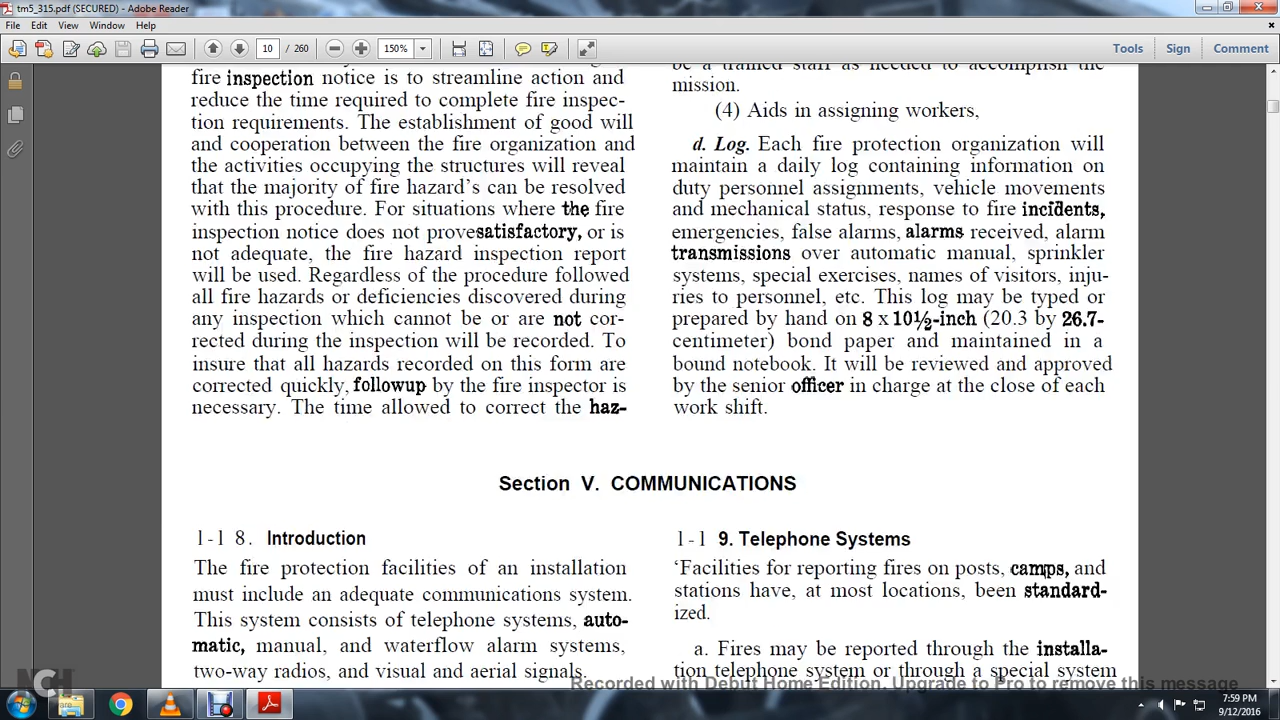 tm5_315.pdf (SECURED) - Adobe Reader
File Edit View Window Help
10 / 260 150% Tools Sign Comment
fire inspection notice is to streamline action and
reduce the time required to complete fire inspec-
tion requirements. The establishment of good will
and cooperation between the fire organization and
the activities occupying the structures will reveal
that the majority of fire hazard's can be resolved
with this procedure. For situations where the fire
inspection notice does not provesatisfactory, or is
not adequate, the fire hazard inspection report
will be used. Regardless of the procedure followed
all fire hazards or deficiencies discovered during
any inspection which cannot be or are not cor-
rected during the inspection will be recorded. To
insure that all hazards recorded on this form are
corrected quickly, followup by the fire inspector is
necessary. The time allowed to correct the haz-
be a trained staff as needed to accomplish the
mission.
(4) Aids in assigning workers,
d. Log. Each fire protection organization will
maintain a daily log containing information on
duty personnel assignments, vehicle movements
and mechanical status, response to fire incidents,
emergencies, false alarms, alarms received, alarm
transmissions over automatic manual, sprinkler
systems, special exercises, names of visitors, inju-
ries to personnel, etc. This log may be typed or
prepared by hand on 8 x 10½-inch (20.3 by 26.7-
centimeter) bond paper and maintained in a
bound notebook. It will be reviewed and approved
by the senior officer in charge at the close of each
work shift.
Section V. COMMUNICATIONS
1-1 8. Introduction
The fire protection facilities of an installation
must include an adequate communications system.
This system consists of telephone systems, auto-
matic, manual, and waterflow alarm systems,
two-way radios, and visual and aerial signals.
1-1 9. Telephone Systems
‘Facilities for reporting fires on posts, camps, and
stations have, at most locations, been standard-
ized.
a. Fires may be reported through the installa-
tion telephone system or through a special system
Recorded with Debut Home Edition. Upgrade to Pro to remove this message
NCH
7:59 PM
9/12/2016